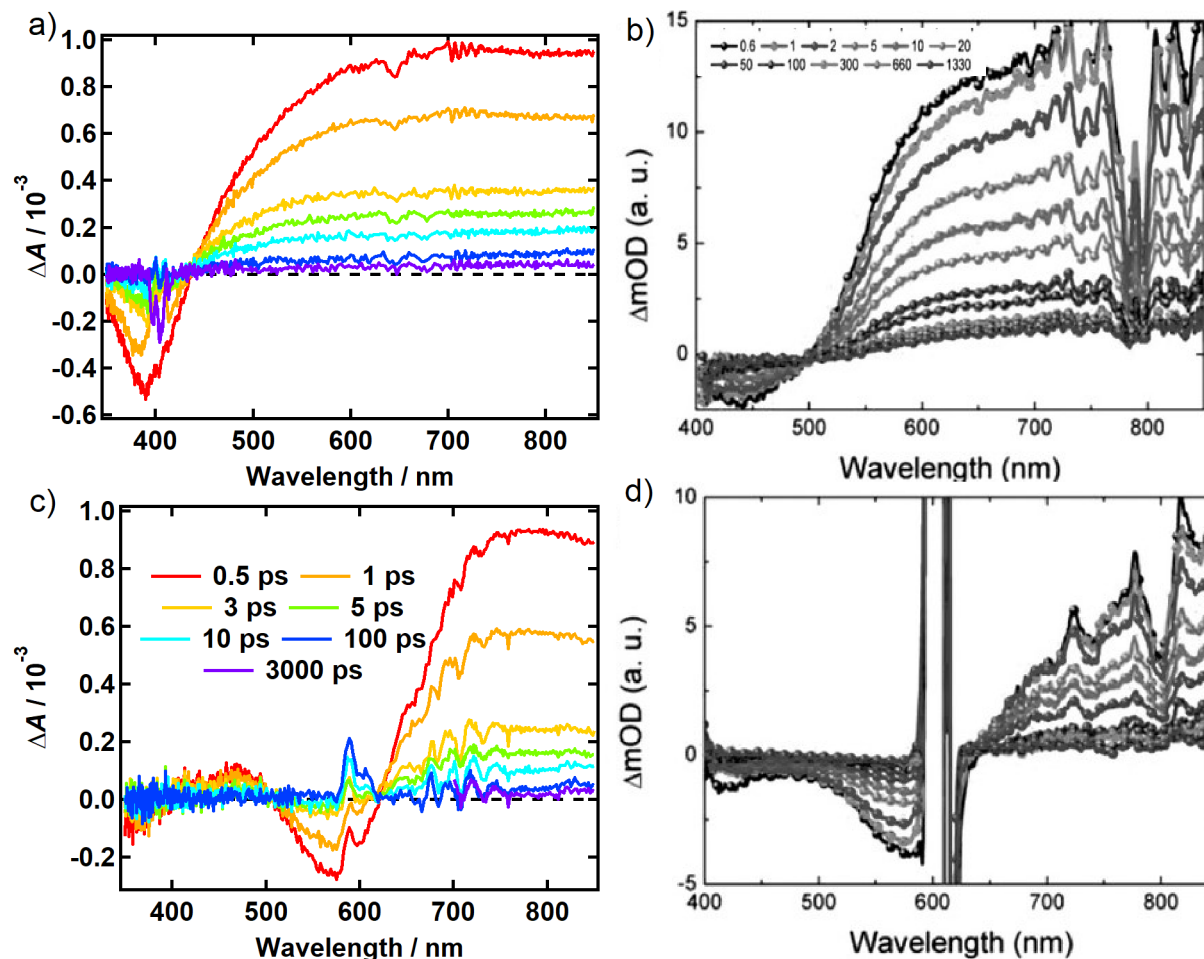 a)
1.0
0.8
0.6
0.4
0.2
0.0
-0.2
-0.4
-0.6
ΔA / 10⁻³
400 500 600 700 800
Wavelength / nm
b)
0.6 1 2 5 10 20
50 100 300 660 1330
15
10
5
0
ΔmOD (a. u.)
400 500 600 700 800
Wavelength (nm)
c)
1.0
0.8
0.6
0.4
0.2
0.0
-0.2
ΔA / 10⁻³
0.5 ps 1 ps
3 ps 5 ps
10 ps 100 ps
3000 ps
400 500 600 700 800
Wavelength / nm
d)
10
5
0
-5
ΔmOD (a. u.)
400 500 600 700 800
Wavelength (nm)